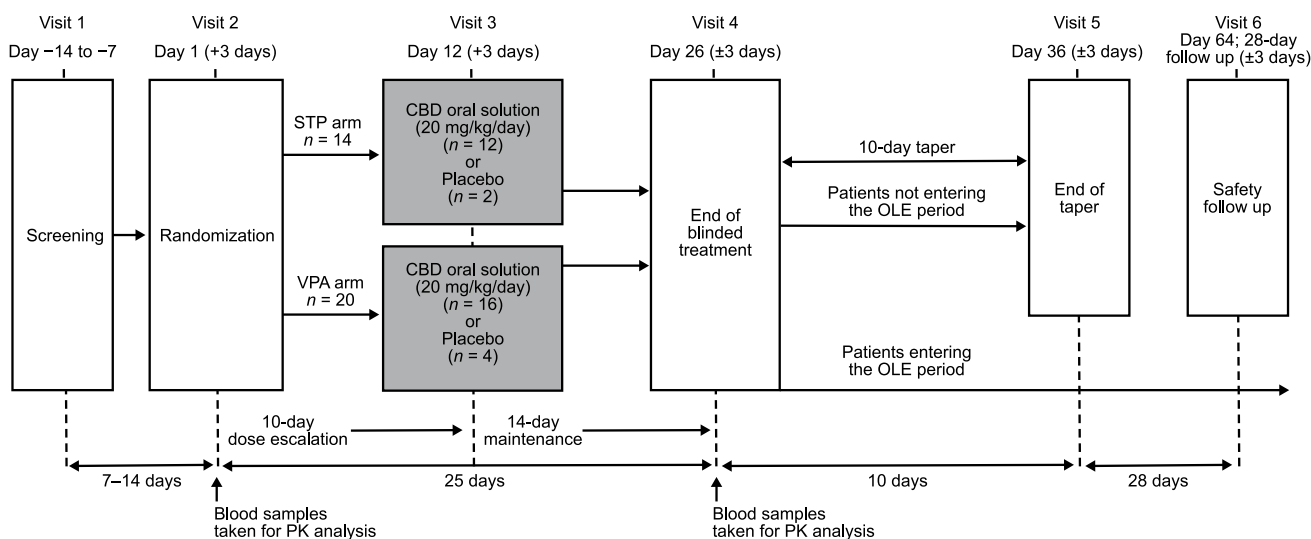 Visit 1
Day −14 to −7
Visit 2
Day 1 (+3 days)
Visit 3
Day 12 (+3 days)
Visit 4
Day 26 (±3 days)
Visit 5
Day 36 (±3 days)
Visit 6
Day 64; 28-day
follow up (±3 days)
Screening
Randomization
STP arm
n = 14
VPA arm
n = 20
CBD oral solution
(20 mg/kg/day)
(n = 12)
or
Placebo
(n = 2)
CBD oral solution
(20 mg/kg/day)
(n = 16)
or
Placebo
(n = 4)
End of
blinded
treatment
10-day taper
Patients not entering
the OLE period
End of
taper
Safety
follow up
Patients entering
the OLE period
10-day
dose escalation
14-day
maintenance
7–14 days
25 days
10 days
28 days
Blood samples
taken for PK analysis
Blood samples
taken for PK analysis